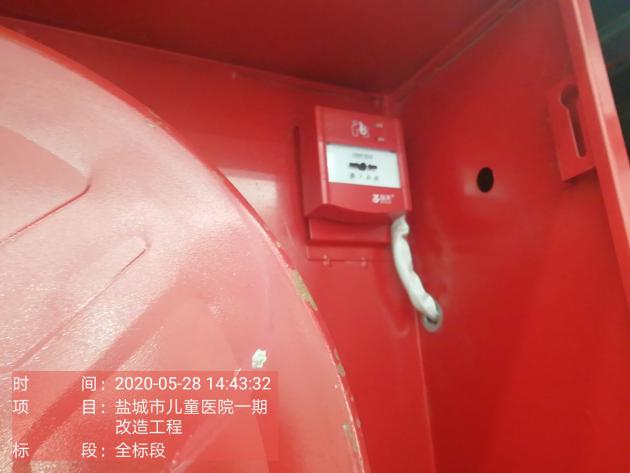 时 间：2020-05-28 14:43:32
项 目：盐城市儿童医院一期
改造工程
标 段：全标段